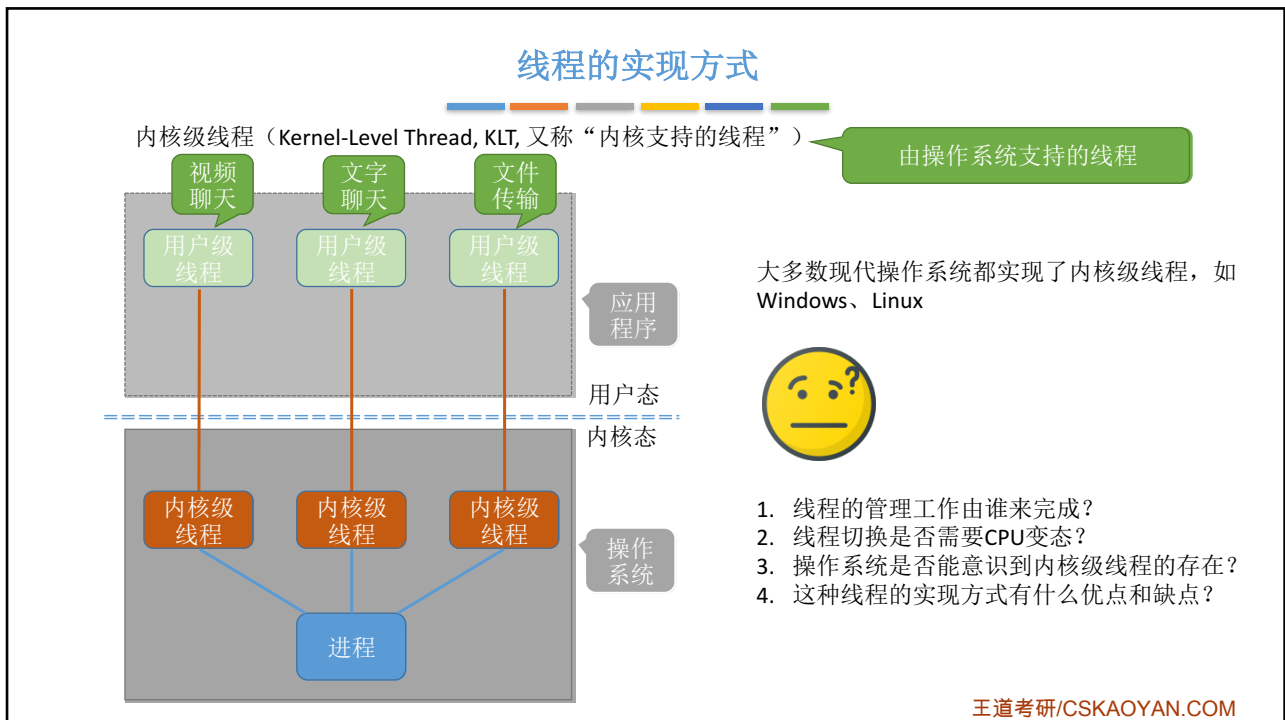 线程的实现方式
内核级线程（Kernel-Level Thread, KLT, 又称“内核支持的线程”）
由操作系统支持的线程
视频
聊天
文字
聊天
文件
传输
用户级
线程
用户级
线程
用户级
线程
应用
程序
用户态
内核态
内核级
线程
内核级
线程
内核级
线程
操作
系统
进程
大多数现代操作系统都实现了内核级线程，如
Windows、Linux
?
1. 线程的管理工作由谁来完成？
2. 线程切换是否需要CPU变态？
3. 操作系统是否能意识到内核级线程的存在？
4. 这种线程的实现方式有什么优点和缺点？
王道考研/CSKAOYAN.COM